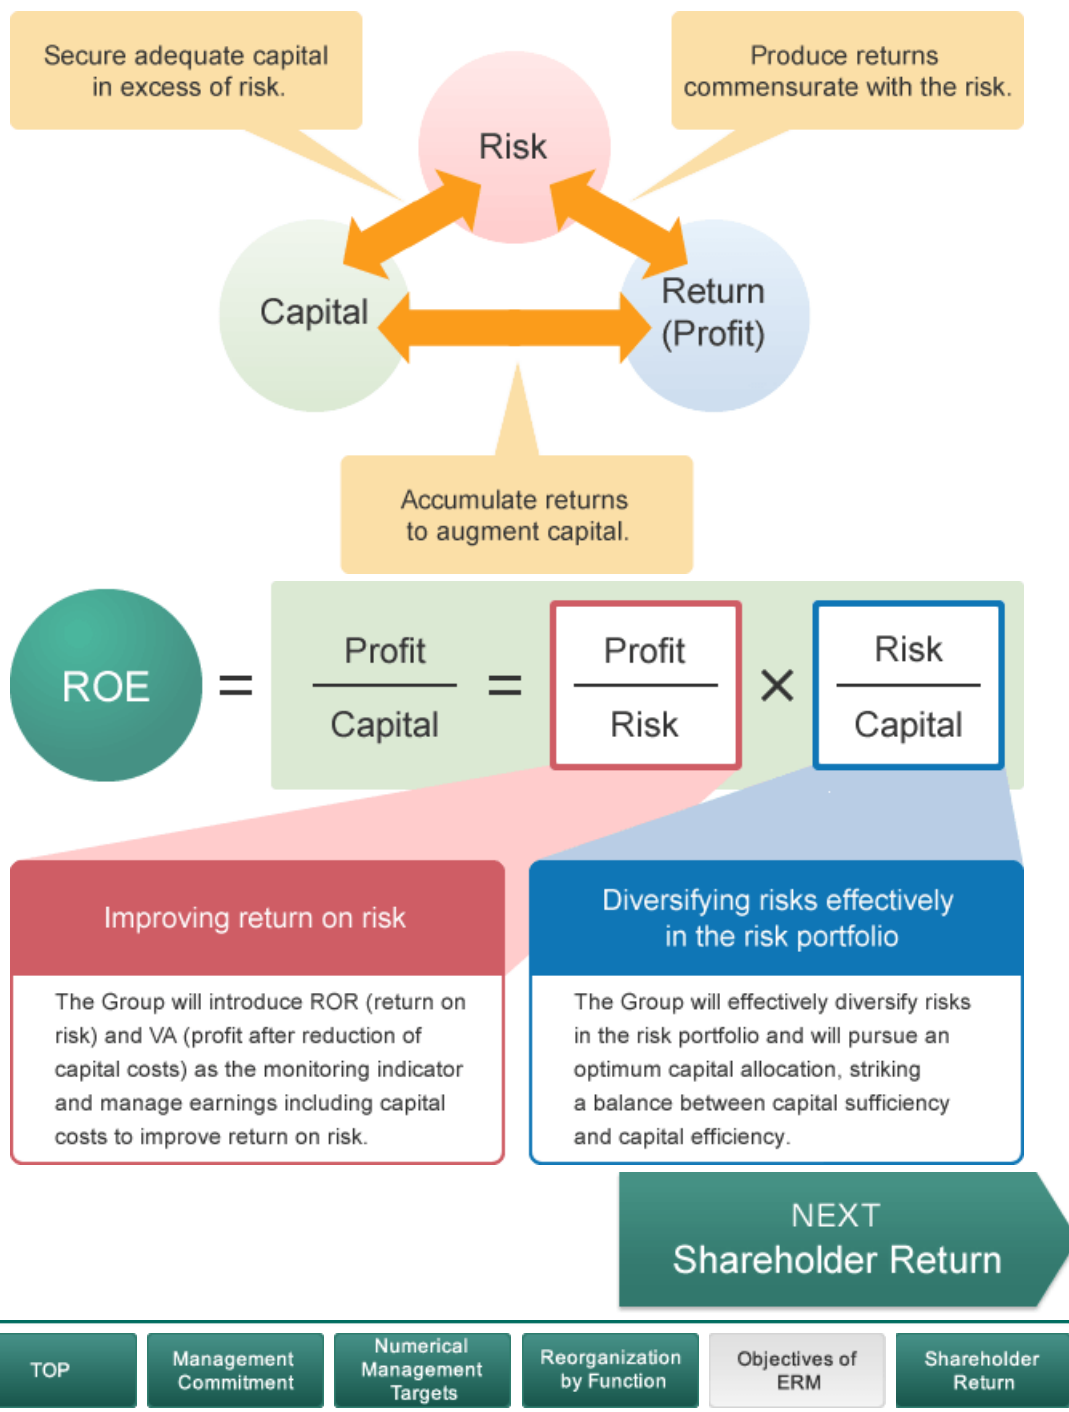 Secure adequate capital
in excess of risk.
Produce returns
commensurate with the risk.
Risk
Capital
Return
(Profit)
Accumulate returns
to augment capital.
ROE
=
Profit
Capital
=
Profit
Risk
×
Risk
Capital
Improving return on risk
The Group will introduce ROR (return on
risk) and VA (profit after reduction of
capital costs) as the monitoring indicator
and manage earnings including capital
costs to improve return on risk.
Diversifying risks effectively
in the risk portfolio
The Group will effectively diversify risks
in the risk portfolio and will pursue an
optimum capital allocation, striking
a balance between capital sufficiency
and capital efficiency.
NEXT
Shareholder Return
TOP
Management
Commitment
Numerical
Management
Targets
Reorganization
by Function
Objectives of
ERM
Shareholder
Return